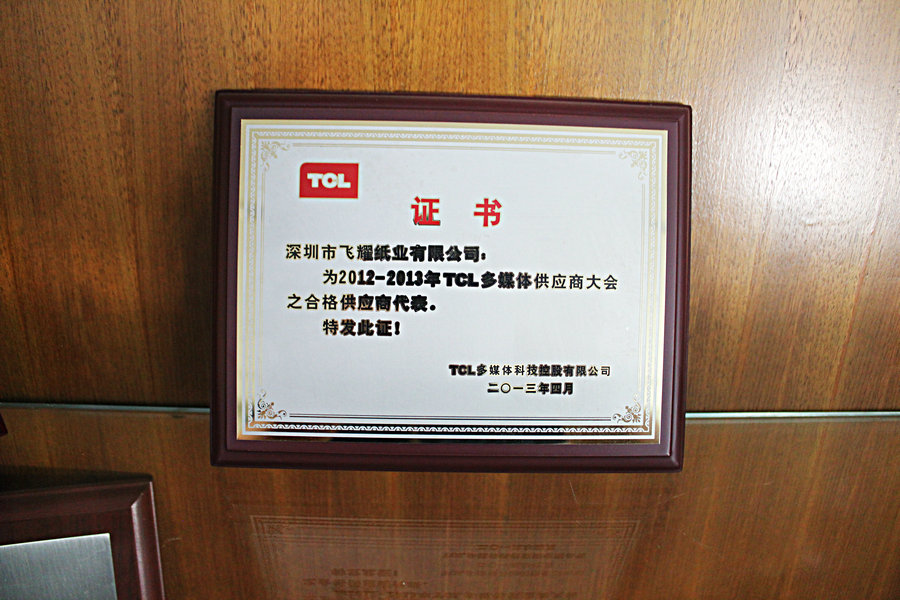 TCL
证 书
深圳市飞耀纸业有限公司：
为2012-2013年TCL多媒体供应商大会
之合格供应商代表。
特发此证！
TCL多媒体科技控股有限公司
二〇一三年四月